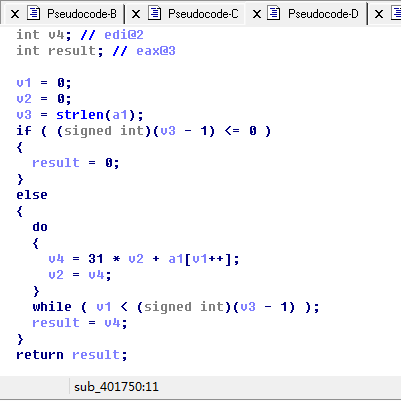 Pseudocode-B Pseudocode-C Pseudocode-D
int v4; // edi@2
int result; // eax@3
v1 = 0;
v2 = 0;
v3 = strlen(a1);
if ( (signed int)(v3 - 1) <= 0 )
{
result = 0;
}
else
{
do
{
v4 = 31 * v2 + a1[v1++];
v2 = v4;
}
while ( v1 < (signed int)(v3 - 1) );
result = v4;
}
return result;
sub_401750:11